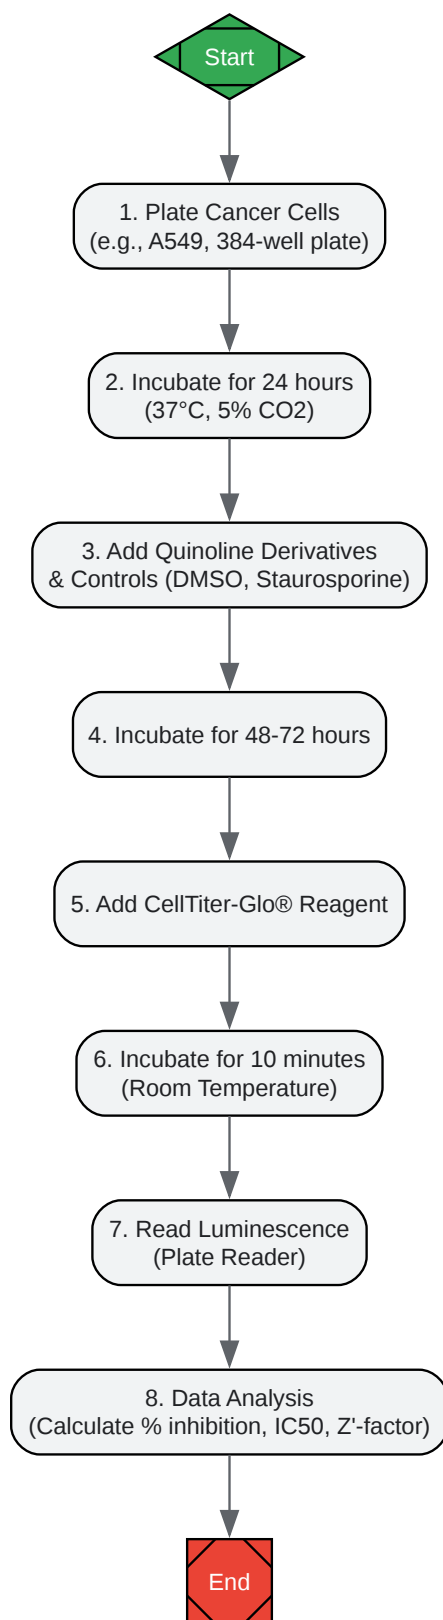 Start
1. Plate Cancer Cells
(e.g., A549, 384-well plate)
2. Incubate for 24 hours
(37°C, 5% CO2)
3. Add Quinoline Derivatives
& Controls (DMSO, Staurosporine)
4. Incubate for 48-72 hours
5. Add CellTiter-Glo® Reagent
6. Incubate for 10 minutes
(Room Temperature)
7. Read Luminescence
(Plate Reader)
8. Data Analysis
(Calculate % inhibition, IC50, Z'-factor)
End